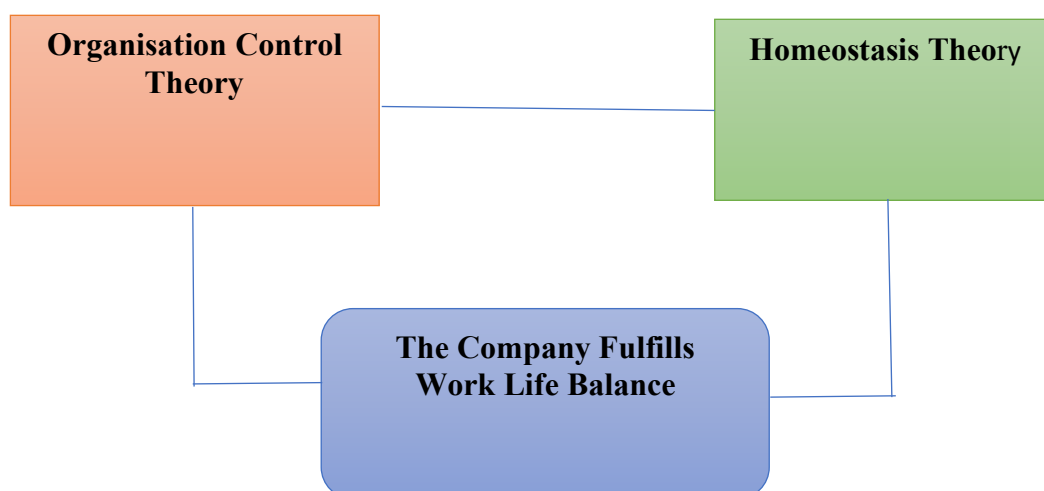 Organisation Control
Theory
Homeostasis Theory
The Company Fulfills
Work Life Balance